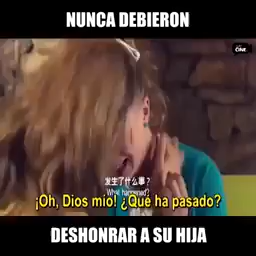 NUNCA DEBIERON
ONE
发生了什么事？
What happened?
¡Oh, Dios mío! ¿Qué ha pasado?
DESHONRAR A SU HIJA